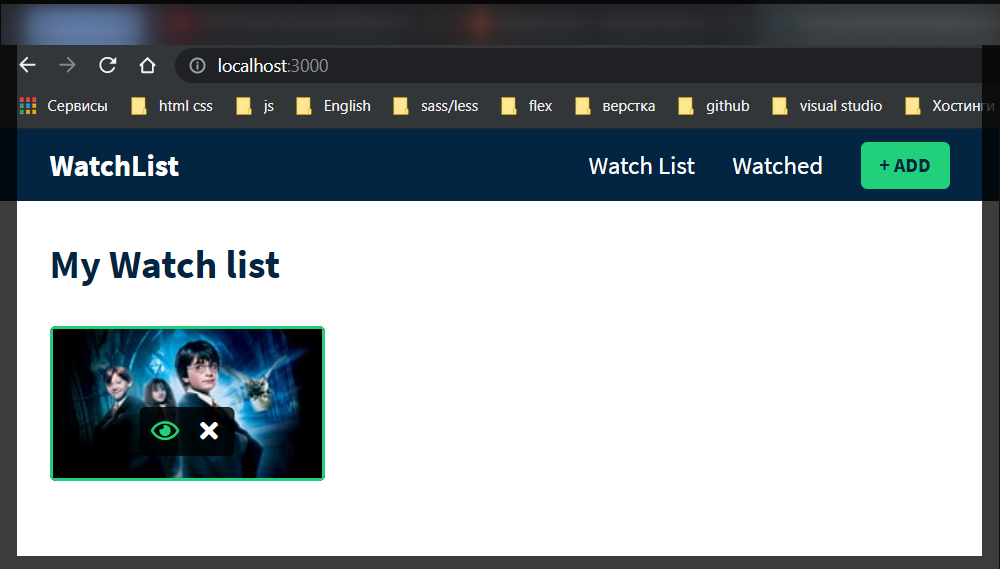 localhost:3000
Сервисы html css js English sass/less flex верстка github visual studio Хостинги
WatchList Watch List Watched + ADD
My Watch list